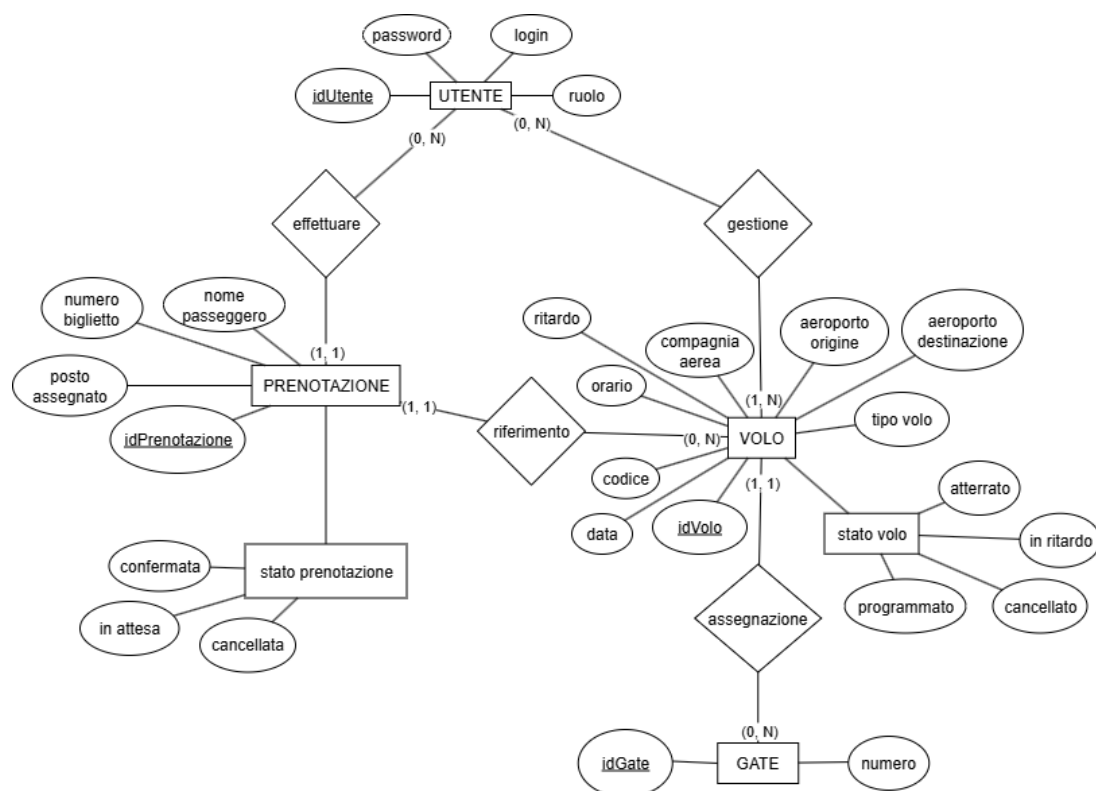 password
login
idUtente
UTENTE
ruolo
(0, N)
(0, N)
effettuare
gestione
numero
biglietto
nome
passeggero
ritardo
compagnia
aerea
aeroporto
origine
aeroporto
destinazione
(1, 1)
posto
assegnato
PRENOTAZIONE
orario
(1, N)
(1, 1)
tipo volo
idPrenotazione
riferimento
(0, N)
VOLO
codice
(1, 1)
atterrato
data
idVolo
stato volo
in ritardo
confermata
stato prenotazione
programmato
cancellato
in attesa
cancellata
assegnazione
(0, N)
idGate
GATE
numero